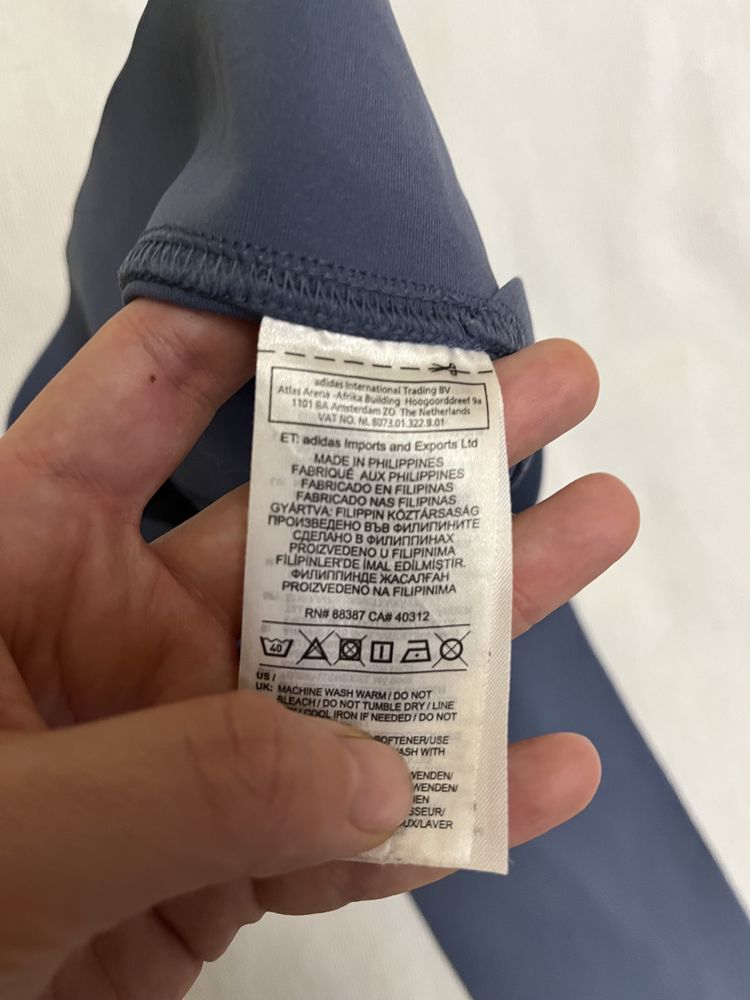 adidas International Trading BV
Atlas Arena -Afrika Building Hoogoorddreef 9a
1101 BA Amsterdam ZO The Netherlands
VAT NO. NL 8073.01.322.B.01
ET: adidas Imports and Exports Ltd
MADE IN PHILIPPINES
FABRIQUÉ AUX PHILIPPINES
FABRICADO EN FILIPINAS
FABRICADO NAS FILIPINAS
GYÁRTVA: FILIPPIN KÖZTÁRSASÁG
ПРОИЗВЕДЕНО ВЪВ ФИЛИПИНИТЕ
СДЕЛАНО В ФИЛИППИНАХ
PROIZVEDENO U FILIPINIMA
FİLİPİNLER'DE İMAL EDİLMİŞTİR.
ФИЛИППИНДЕ ЖАСАЛҒАН
PROIZVEDENO NA FILIPINIMA
RN# 88387 CA# 40312
40
US /
UK: MACHINE WASH WARM / DO NOT
BLEACH / DO NOT TUMBLE DRY / LINE
/ COOL IRON IF NEEDED / DO NOT
SOFTENER/USE
WASH WITH